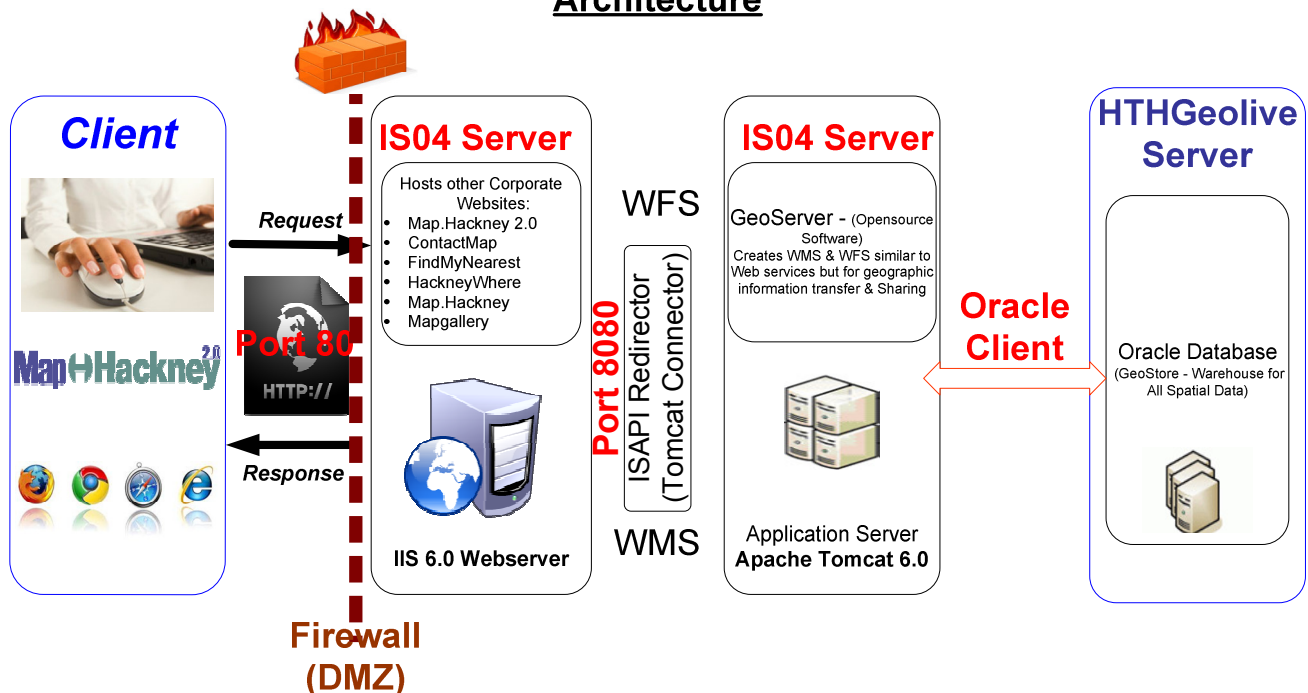 Architecture
Client
Map Hackney 2.0
Request
Port 80
HTTP://
Response
Firewall
(DMZ)
IS04 Server
Hosts other Corporate
Websites:
• Map.Hackney 2.0
• ContactMap
• FindMyNearest
• HackneyWhere
• Map.Hackney
• Mapgallery
IIS 6.0 Webserver
WFS
Port 8080
ISAPI Redirector
(Tomcat Connector)
WMS
IS04 Server
GeoServer - (Opensource
Software)
Creates WMS & WFS similar to
Web services but for geographic
information transfer & Sharing
Application Server
Apache Tomcat 6.0
Oracle
Client
HTHGeolive
Server
Oracle Database
(GeoStore - Warehouse for
All Spatial Data)